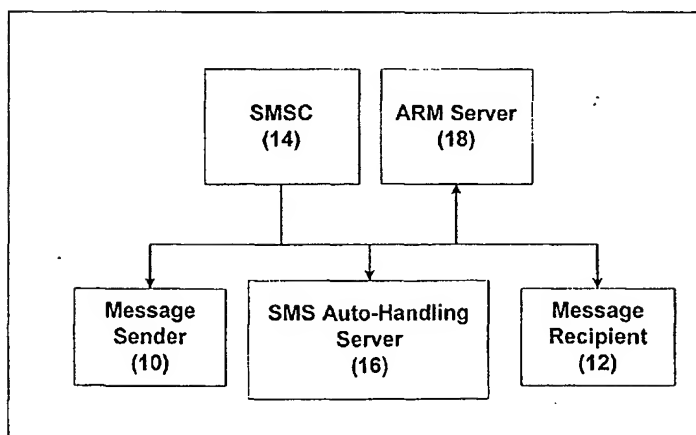 SMSC
(14)
ARM Server
(18)
Message
Sender
(10)
SMS Auto-Handling
Server
(16)
Message
Recipient
(12)